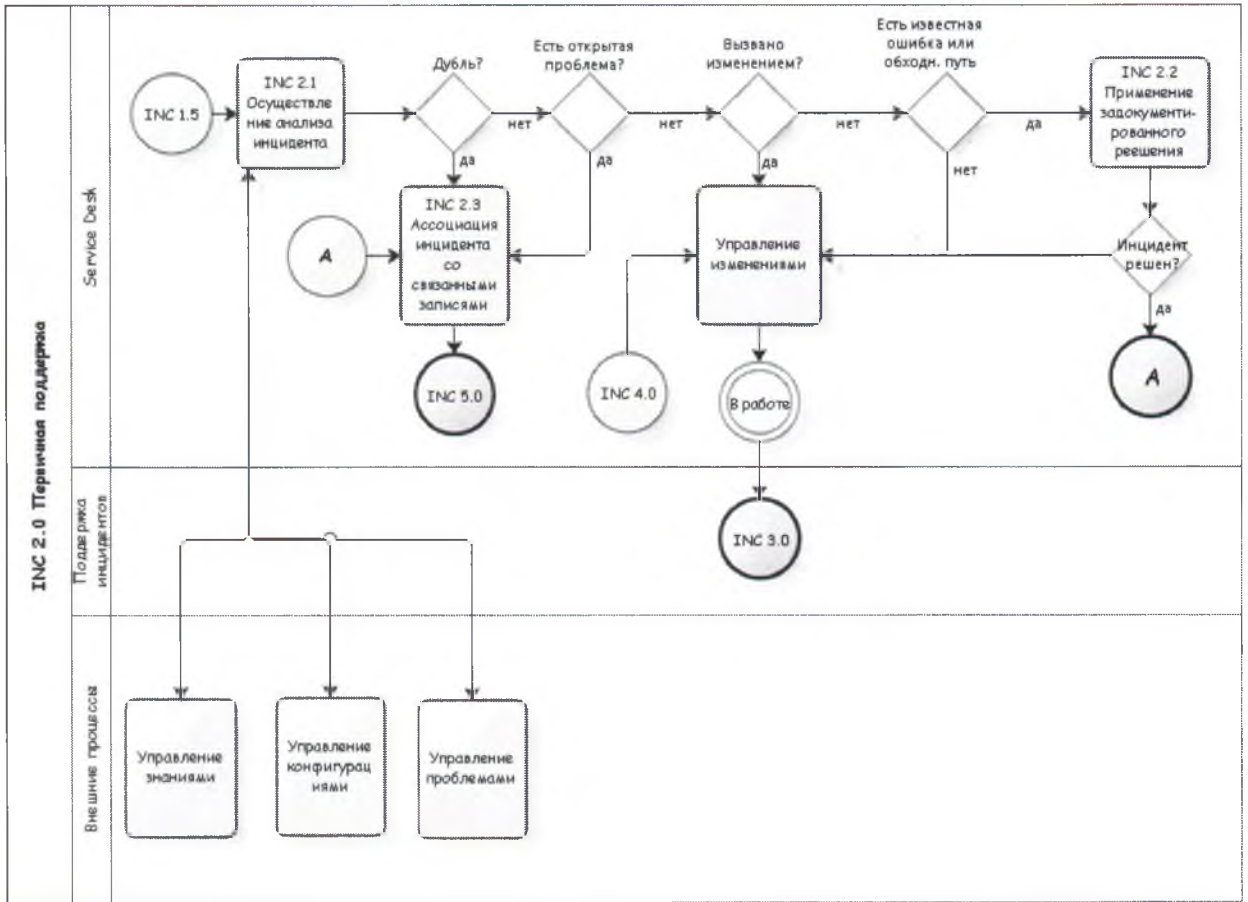 INC 2.0 Первичная поддержка
Service Desk
INC 1.5
INC 2.1
Осуществле
ние анализа
инцидента
Дубль?
нет
да
Есть открытая
проблема?
нет
да
Вызвано
изменением?
нет
да
Есть известная
ошибка или
обходн. путь
да
нет
INC 2.2
Применение
задокументи-
рованного
реешения
A
INC 2.3
Ассоциация
инцидента
со
связанными
записями
Управление
изменениями
Инцидент
решен?
да
INC 5.0
INC 4.0
В работе
A
Поддержка
инцидентов
INC 3.0
Внешние процессы
Управление
знаниями
Управление
конфигурац
иями
Управление
проблемами